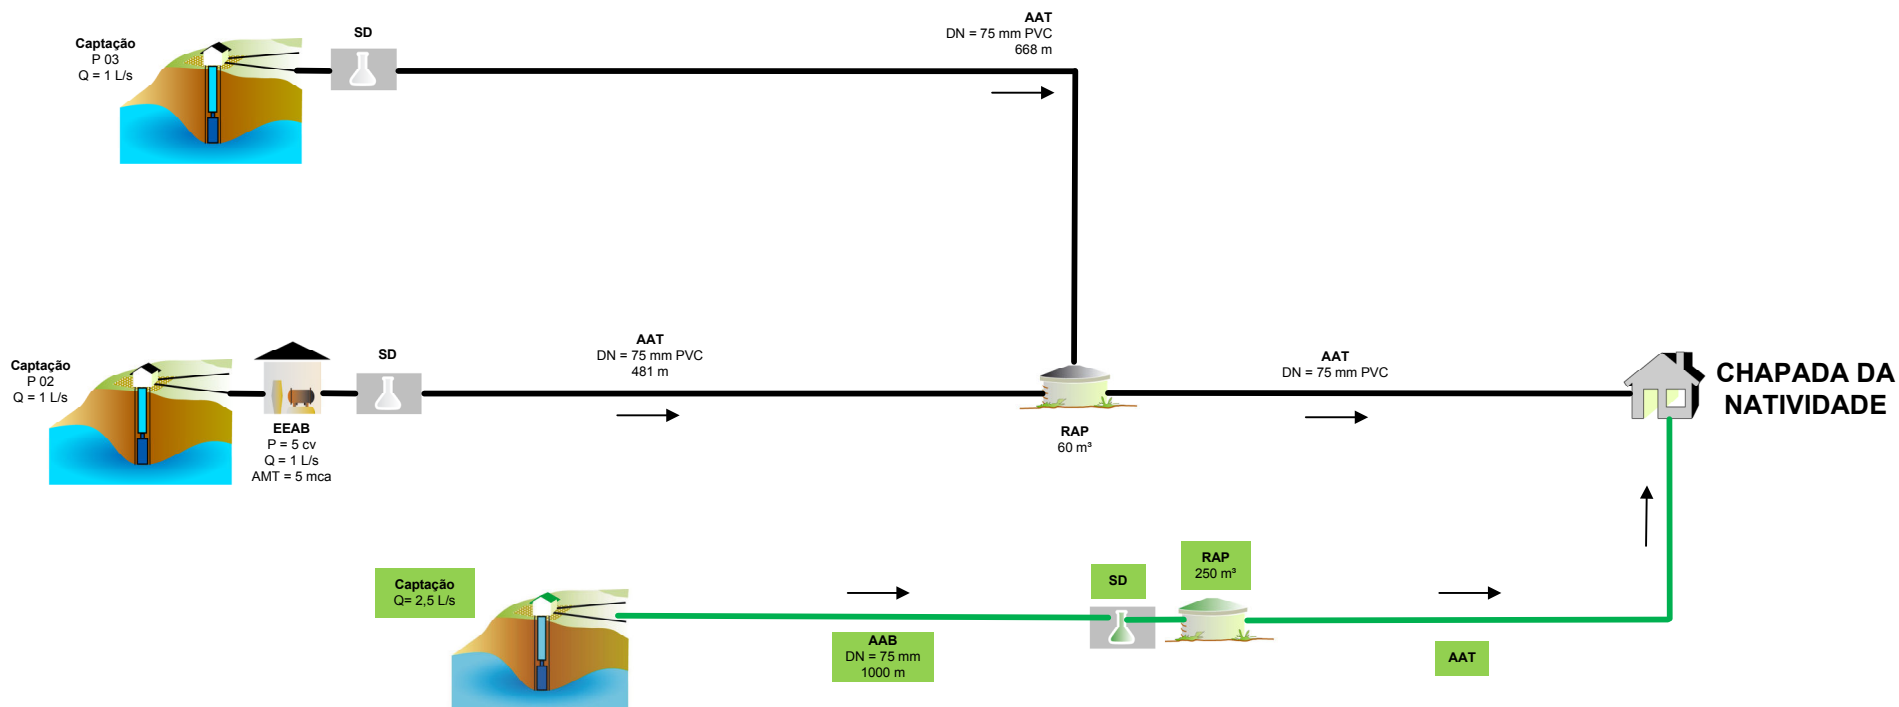 Captação
P 03
Q = 1 L/s
SD
AAT
DN = 75 mm PVC
668 m
Captação
P 02
Q = 1 L/s
EEAB
P = 5 cv
Q = 1 L/s
AMT = 5 mca
SD
AAT
DN = 75 mm PVC
481 m
RAP
60 m³
AAT
DN = 75 mm PVC
CHAPADA DA
NATIVIDADE
Captação
Q= 2,5 L/s
AAB
DN = 75 mm
1000 m
SD
RAP
250 m³
AAT